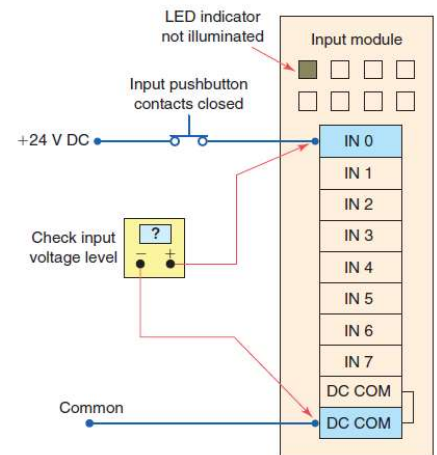 LED indicator
not illuminated
Input module
Input pushbutton
contacts closed
+24 V DC
IN 0
IN 1
IN 2
IN 3
IN 4
IN 5
IN 6
IN 7
DC COM
DC COM
Check input
voltage level
?
− +
Common